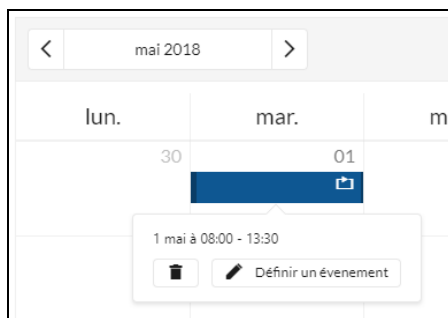 mai 2018
lun. mar. m
30 01
1 mai à 08:00 - 13:30
Définir un évenement